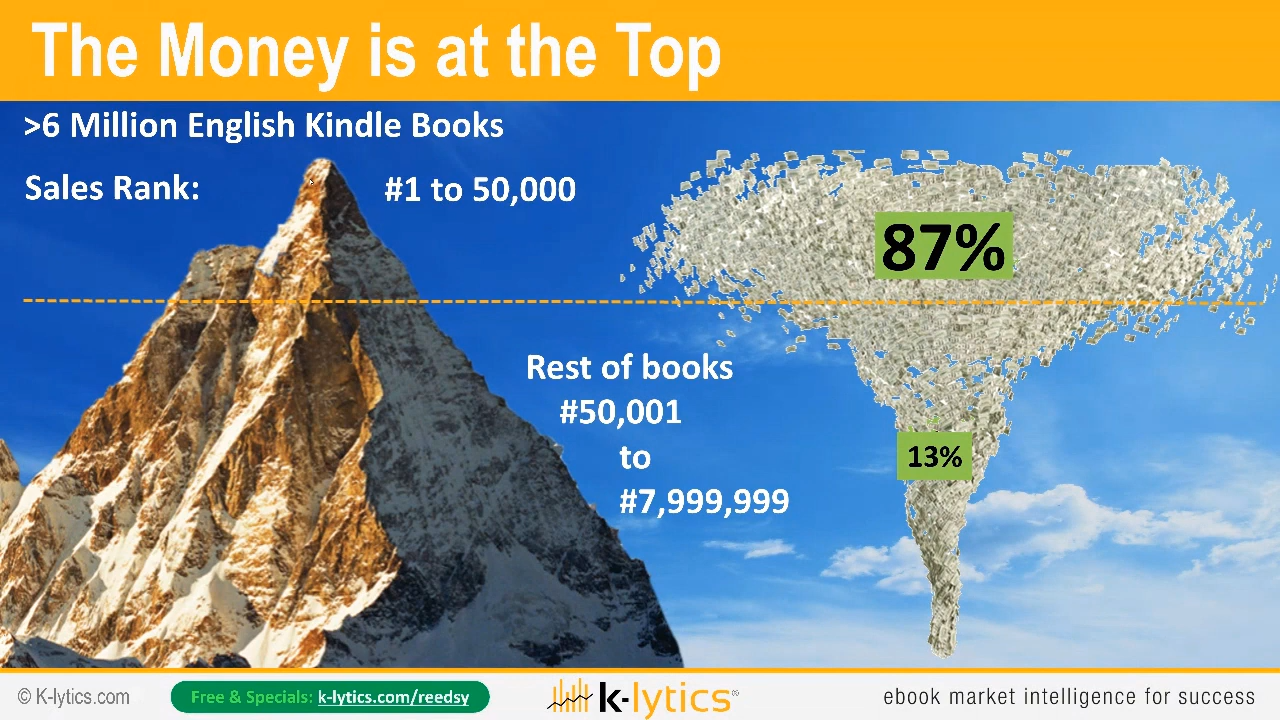 The Money is at the Top
>6 Million English Kindle Books
Sales Rank: #1 to 50,000
87%
Rest of books
#50,001
to
#7,999,999
13%
© K-lytics.com
Free & Specials: k-lytics.com/reedsy
k-lytics®
ebook market intelligence for success